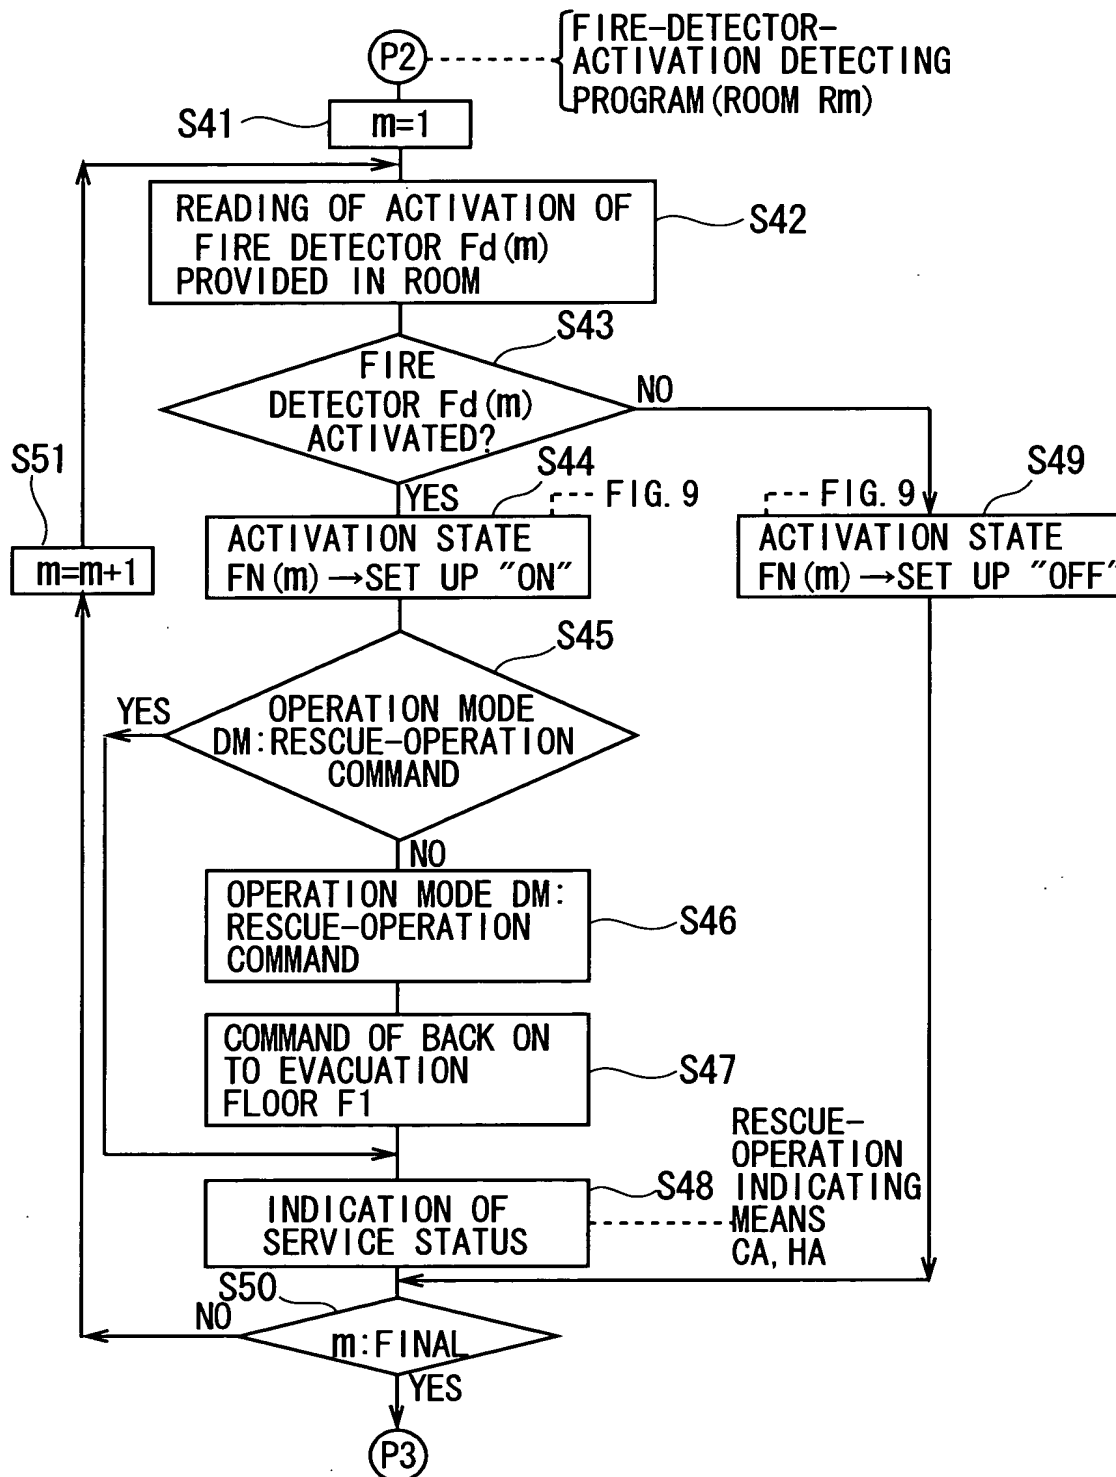 P2
FIRE-DETECTOR-
ACTIVATION DETECTING
PROGRAM (ROOM Rm)
S41
m=1
READING OF ACTIVATION OF
FIRE DETECTOR Fd (m)
PROVIDED IN ROOM
S42
S43
FIRE
DETECTOR Fd (m)
ACTIVATED?
NO
YES
S44
FIG. 9
ACTIVATION STATE
FN (m) →SET UP "ON"
S49
FIG. 9
ACTIVATION STATE
FN (m) →SET UP "OFF"
S51
m=m+1
S45
OPERATION MODE
DM:RESCUE-OPERATION
COMMAND
YES
NO
OPERATION MODE DM:
RESCUE-OPERATION
COMMAND
S46
COMMAND OF BACK ON
TO EVACUATION
FLOOR F1
S47
INDICATION OF
SERVICE STATUS
S48
RESCUE-
OPERATION
INDICATING
MEANS
CA, HA
S50
m:FINAL
NO
YES
P3